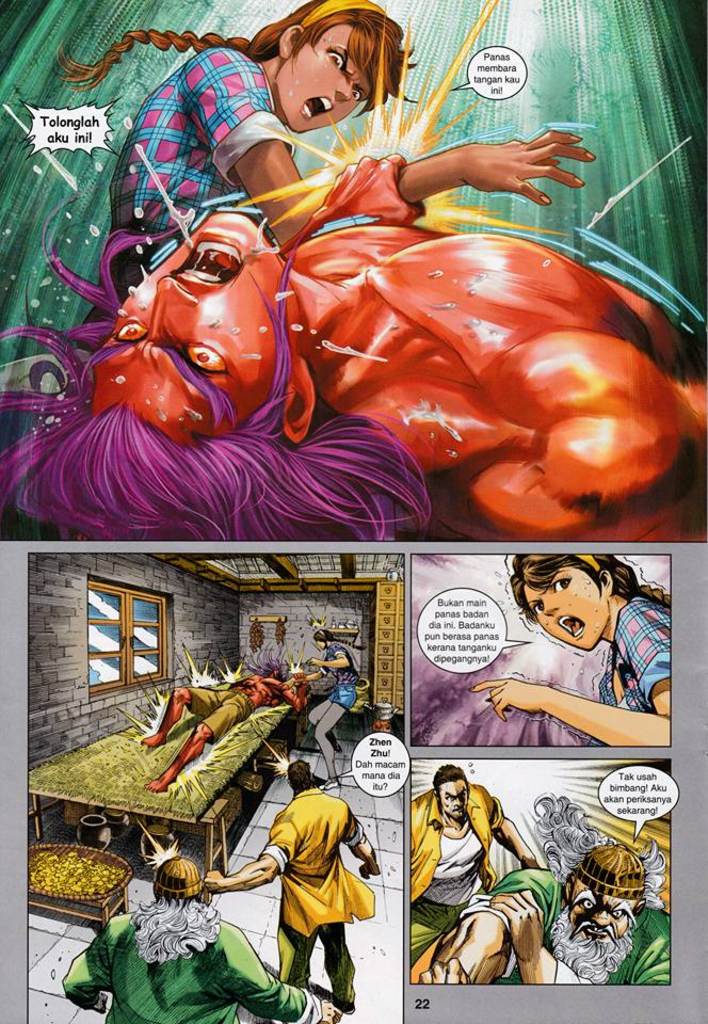 Panas
membara
tangan kau
ini!
Tolonglah
aku ini!
Bukan main
panas badan
dia ini. Badanku
pun berasa panas
kerana tanganku
dipegangnya!
Zhen
Zhu!
Dah macam
mana dia
itu?
Tak usah
bimbang! Aku
akan periksanya
sekarang!
22